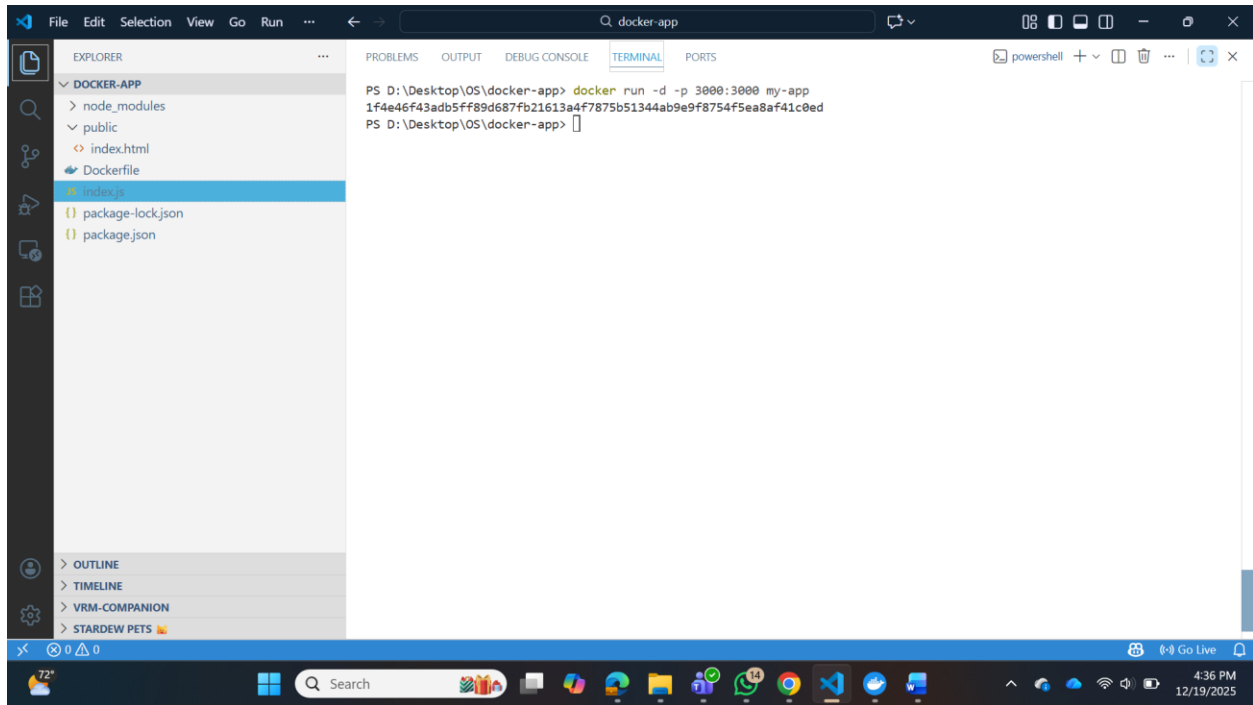 File Edit Selection View Go Run ··· docker-app
EXPLORER ···
DOCKER-APP
node_modules
public
<> index.html
Dockerfile
JS index.js
{} package-lock.json
{} package.json
OUTLINE
TIMELINE
VRM-COMPANION
STARDEW PETS
PROBLEMS OUTPUT DEBUG CONSOLE TERMINAL PORTS powershell ···
PS D:\Desktop\OS\docker-app> docker run -d -p 3000:3000 my-app
1f4e46f43adb5ff89d687fb21613a4f7875b51344ab9e9f8754f5ea8af41c0ed
PS D:\Desktop\OS\docker-app>
0 0 Go Live
72° Search 14 4:36 PM
12/19/2025